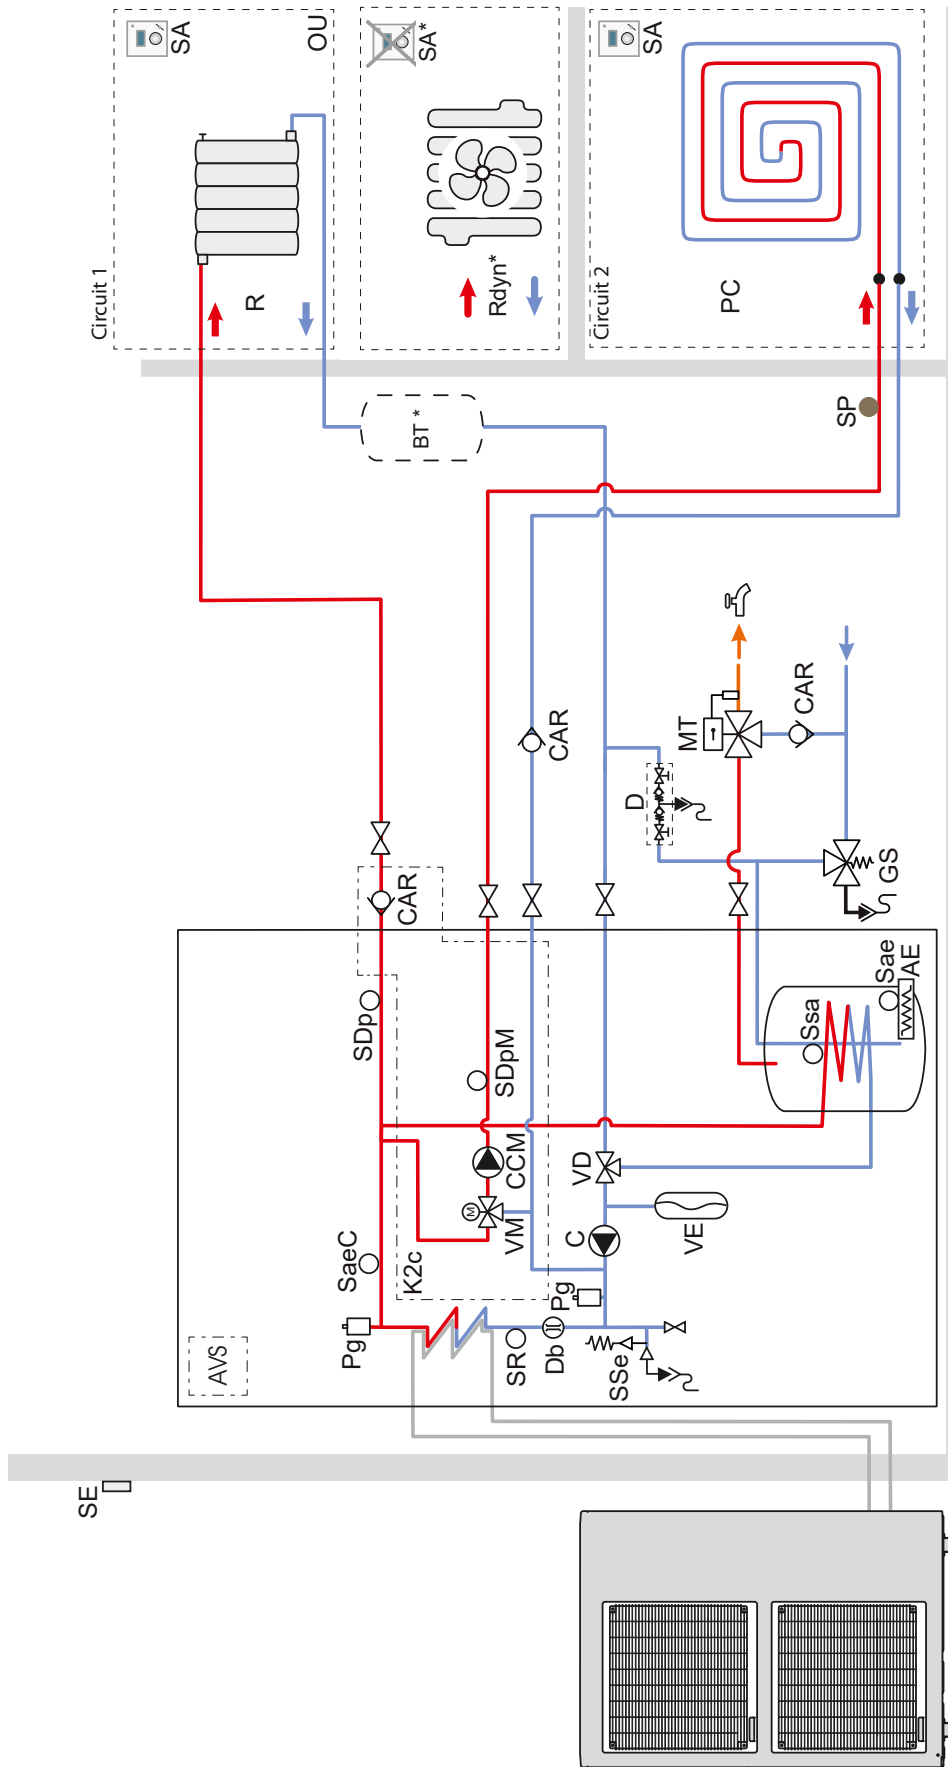 Circuit 1
SA
OU
R
SA*
Rdyn*
Circuit 2
SA
PC
BT *
SP
CAR
MT
CAR
D
GS
CAR
SDp
SDpM
Ssa
Sae
AE
CCM
VM
M
VD
C
VE
SaeC
K2c
Pg
Pg
SR
Db
SSe
AVS
SE